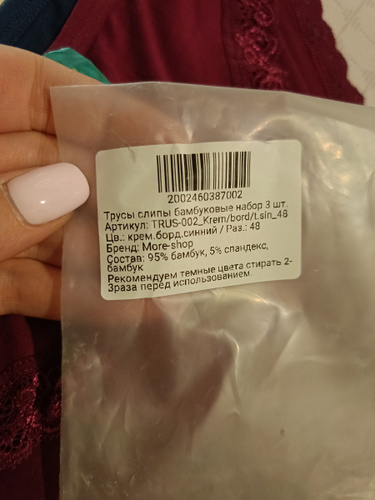 2002460387002
Трусы слипы бамбуковые набор 3 шт.
Артикул: TRUS-002_Krem/bord/t.sin_48
Цв.: крем,борд,синний / Раз.: 48
Бренд: More-shop
Состав: 95% бамбук, 5% спандекс,
бамбук
Рекомендуем темные цвета стирать 2-
3раза перед использованием.